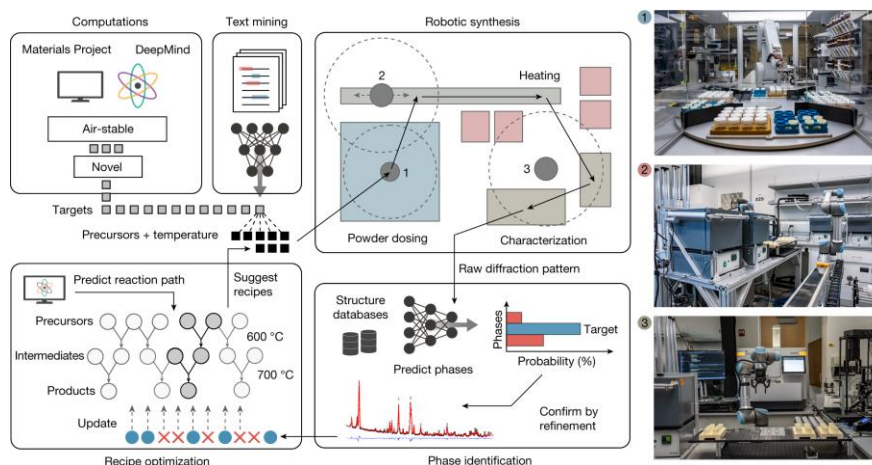 Computations
Materials Project
DeepMind
Air-stable
Novel
Text mining
Targets
Precursors + temperature
Robotic synthesis
2
Heating
1
3
Powder dosing
Characterization
Raw diffraction pattern
Predict reaction path
Suggest
recipes
Precursors
600 °C
Intermediates
700 °C
Products
Update
Recipe optimization
Structure
databases
Predict phases
Phases
Target
Probability (%)
Confirm by
refinement
Phase identification
1
2
3